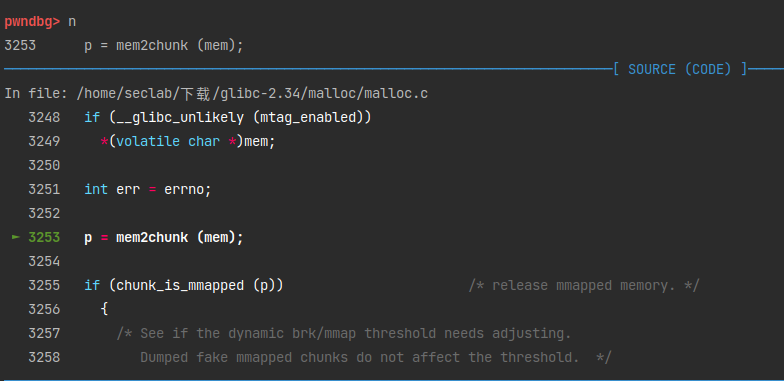 pwndbg> n
3253      p = mem2chunk (mem);
[ SOURCE (CODE) ]
In file: /home/seclab/下载/glibc-2.34/malloc/malloc.c
   3248   if (__glibc_unlikely (mtag_enabled))
   3249     *(volatile char *)mem;
   3250
   3251   int err = errno;
   3252
 ► 3253   p = mem2chunk (mem);
   3254
   3255   if (chunk_is_mmapped (p))                       /* release mmapped memory. */
   3256     {
   3257       /* See if the dynamic brk/mmap threshold needs adjusting.
   3258          Dumped fake mmapped chunks do not affect the threshold.  */